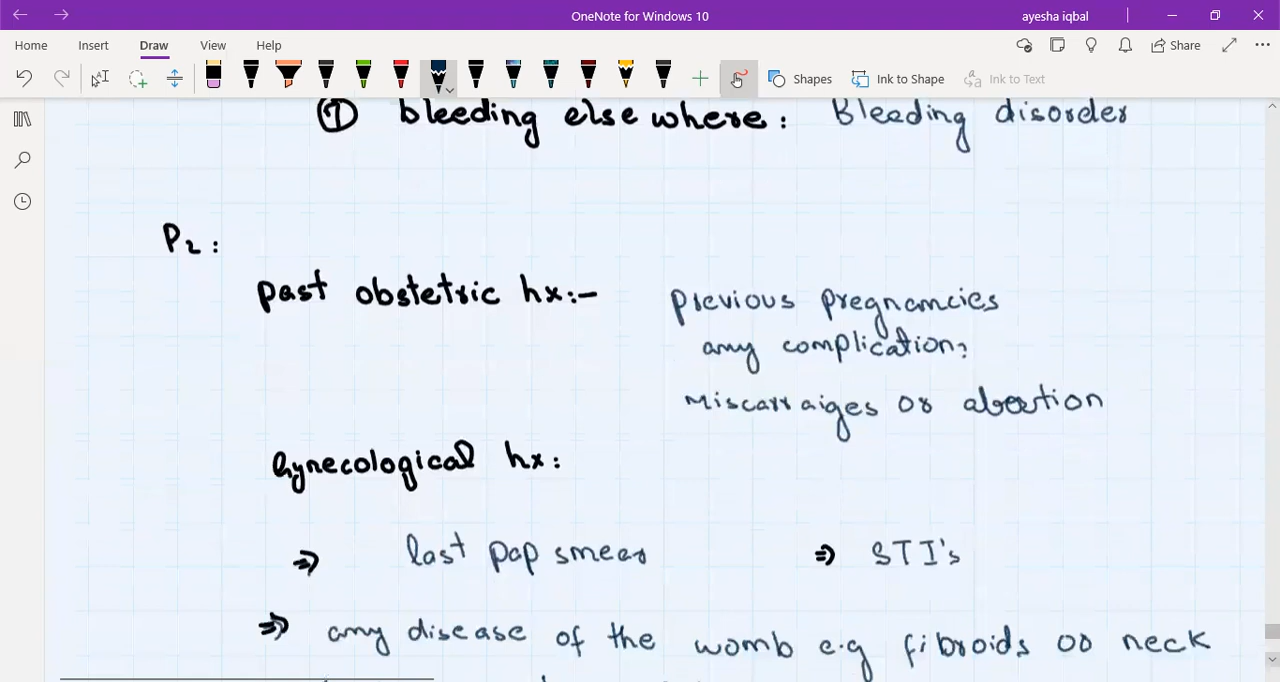 OneNote for Windows 10
ayesha iqbal
Home Insert Draw View Help
Share
Shapes Ink to Shape Ink to Text
⑦ bleeding else where: Bleeding disorder
P2:
past obstetric hx:- Previous pregnancies
any complication?
Miscarraiges or abortion
Gynecological hx:
⇒ last pap smear ⇒ STI's
⇒ any disease of the womb e.g fibroids or neck